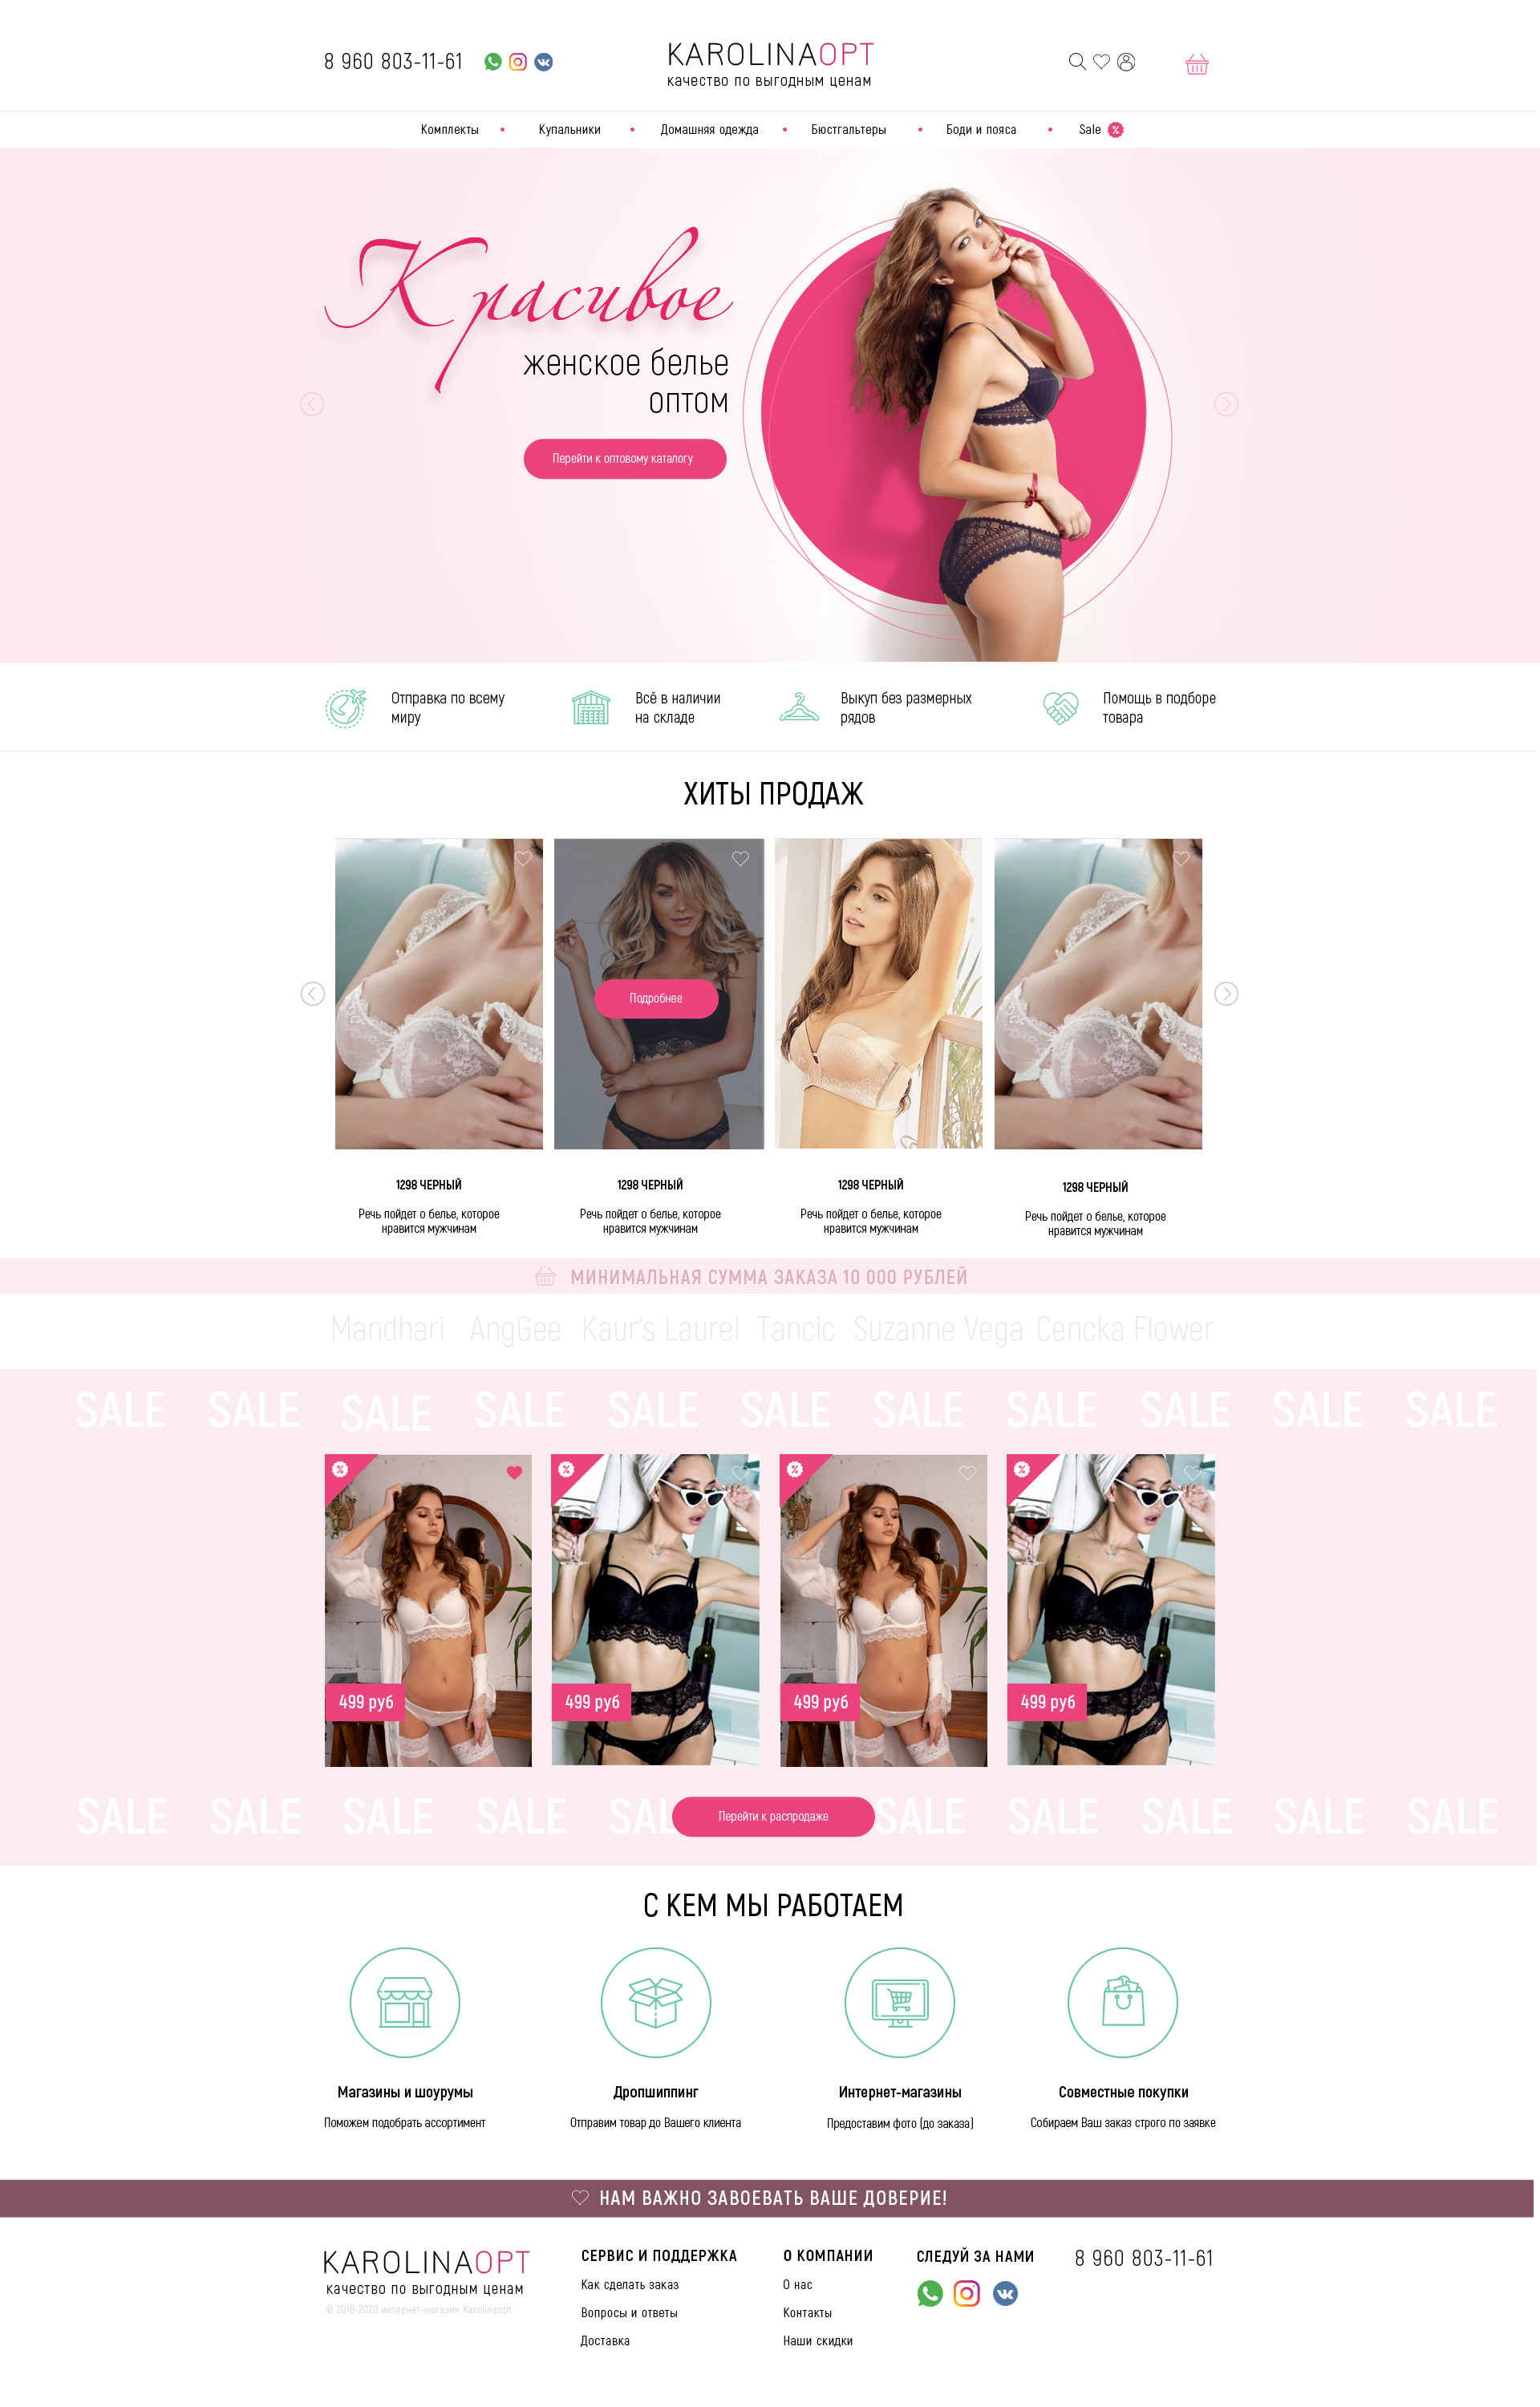 8 960 803-11-61
KAROLINAOPT
качество по выгодным ценам
Комплекты
Купальники
Домашняя одежда
Бюстгальтеры
Боди и пояса
Sale %
Красивое
женское белье
оптом
Перейти к оптовому каталогу
Отправка по всему
миру
Всё в наличии
на складе
Выкуп без размерных
рядов
Помощь в подборе
товара
ХИТЫ ПРОДАЖ
Подробнее
1298 ЧЕРНЫЙ
Речь пойдет о белье, которое
нравится мужчинам
1298 ЧЕРНЫЙ
Речь пойдет о белье, которое
нравится мужчинам
1298 ЧЕРНЫЙ
Речь пойдет о белье, которое
нравится мужчинам
1298 ЧЕРНЫЙ
Речь пойдет о белье, которое
нравится мужчинам
МИНИМАЛЬНАЯ СУММА ЗАКАЗА 10 000 РУБЛЕЙ
Mandhari AngGee Kaur's Laurel Tancic Suzanne Vega Cencka Flower
SALE SALE SALE SALE SALE SALE SALE SALE SALE SALE SALE
% % % %
499 руб
499 руб
499 руб
499 руб
SALE SALE SALE SALE SAL SALE SALE SALE SALE SALE
Перейти к распродаже
С КЕМ МЫ РАБОТАЕМ
Магазины и шоурумы
Поможем подобрать ассортимент
Дропшиппинг
Отправим товар до Вашего клиента
Интернет-магазины
Предоставим фото (до заказа)
Совместные покупки
Собираем Ваш заказ строго по заявке
НАМ ВАЖНО ЗАВОЕВАТЬ ВАШЕ ДОВЕРИЕ!
KAROLINAOPT
качество по выгодным ценам
© 2016-2020 интернет-магазин Karolinaopt
СЕРВИС И ПОДДЕРЖКА
Как сделать заказ
Вопросы и ответы
Доставка
О КОМПАНИИ
О нас
Контакты
Наши скидки
СЛЕДУЙ ЗА НАМИ
8 960 803-11-61